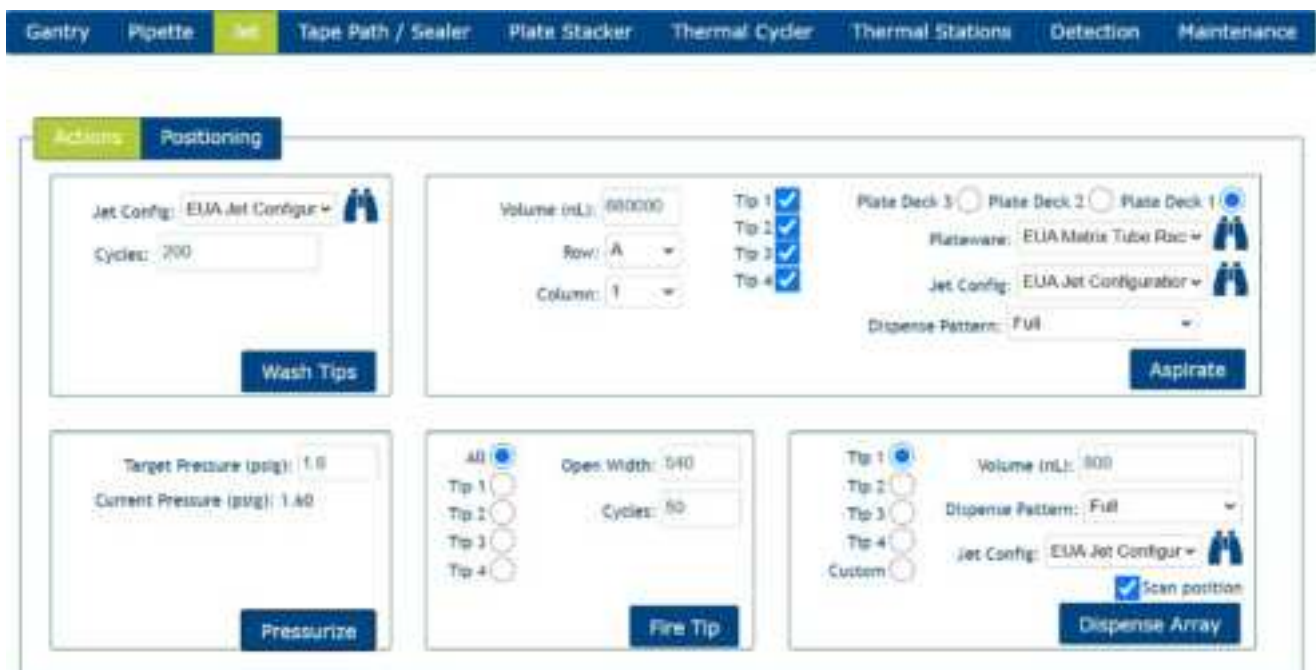 Gantry Pipette Jet Tape Path / Sealer Plate Stacker Thermal Cycler Thermal Stations Detection Maintenance
Actions Positioning
Jet Config: EUA Jet Configur
Cycles: 200
Wash Tips
Volume (nL): 680000
Row: A
Column: 1
Tip 1
Tip 2
Tip 3
Tip 4
Plate Deck 3 Plate Deck 2 Plate Deck 1
Plateware: EUA Matrix Tube Rac
Jet Config: EUA Jet Configuration
Dispense Pattern: Full
Aspirate
Target Pressure (psig):
Current Pressure (psig): 1.60
Pressurize
All
Tip 1
Tip 2
Tip 3
Tip 4
Open Width: 540
Cycles: 50
Fire Tip
Tip 1
Tip 2
Tip 3
Tip 4
Custom
Volume (nL): 800
Dispense Pattern: Full
Jet Config: EUA Jet Configur
Scan position
Dispense Array